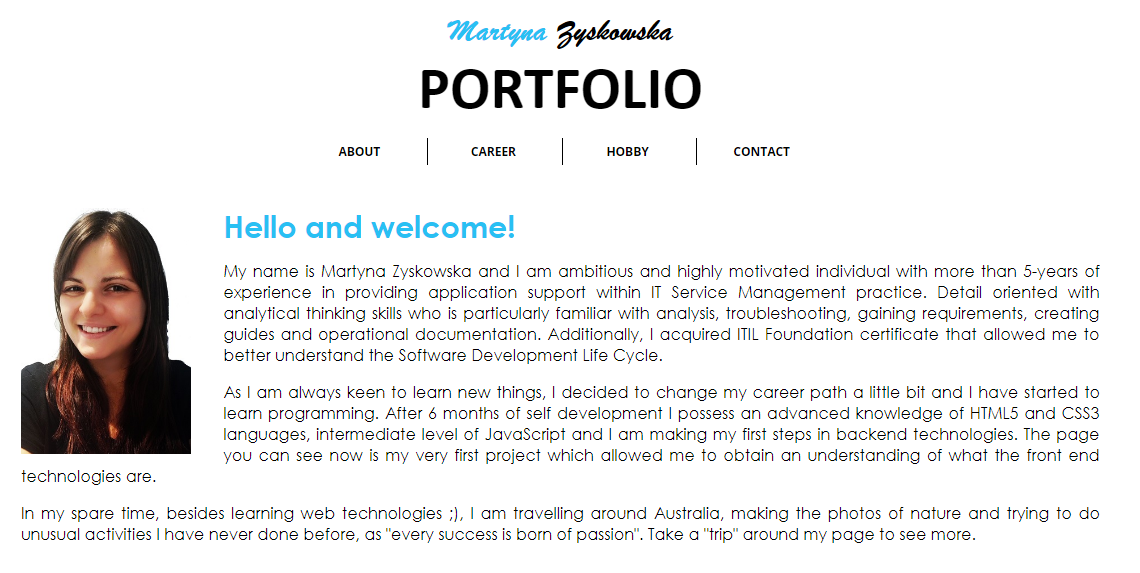 Martyna Zyskowska
PORTFOLIO
ABOUT
CAREER
HOBBY
CONTACT
Hello and welcome!
My name is Martyna Zyskowska and I am ambitious and highly motivated individual with more than 5-years of
experience in providing application support within IT Service Management practice. Detail oriented with
analytical thinking skills who is particularly familiar with analysis, troubleshooting, gaining requirements, creating
guides and operational documentation. Additionally, I acquired ITIL Foundation certificate that allowed me to
better understand the Software Development Life Cycle.
As I am always keen to learn new things, I decided to change my career path a little bit and I have started to
learn programming. After 6 months of self development I possess an advanced knowledge of HTML5 and CSS3
languages, intermediate level of JavaScript and I am making my first steps in backend technologies. The page
you can see now is my very first project which allowed me to obtain an understanding of what the front end
technologies are.
In my spare time, besides learning web technologies ;), I am travelling around Australia, making the photos of nature and trying to do
unusual activities I have never done before, as "every success is born of passion". Take a "trip" around my page to see more.